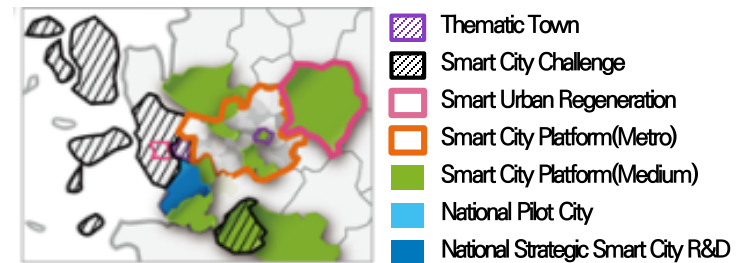 Thematic Town
Smart City Challenge
Smart Urban Regeneration
Smart City Platform(Metro)
Smart City Platform(Medium)
National Pilot City
National Strategic Smart City R&D